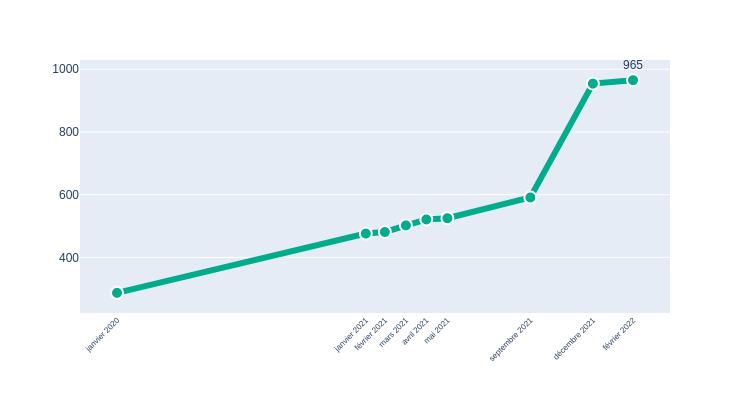 965
1000
800
600
400
janvier 2020
janvier 2021
février 2021
mars 2021
avril 2021
mai 2021
septembre 2021
décembre 2021
février 2022